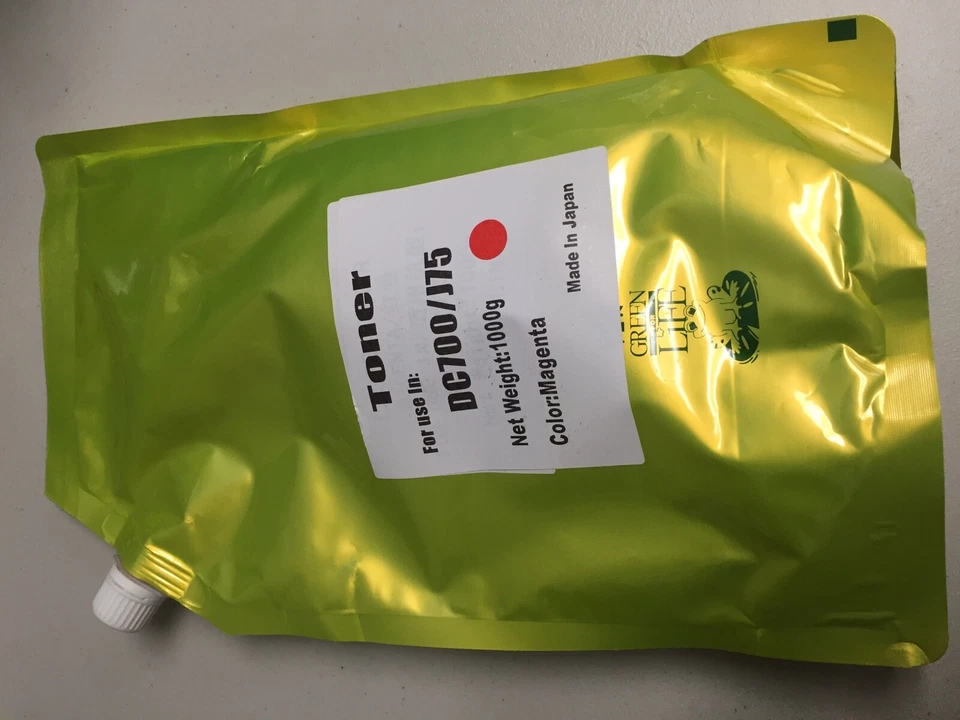 Toner
For use In:
DC700/J75
Net Weight:1000g
Color:Magenta
Made In Japan
GREEN
LIFE